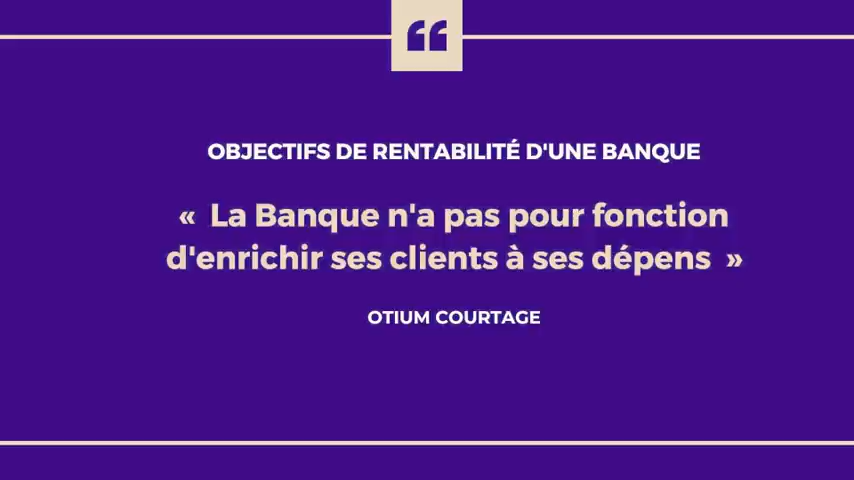 ❝
OBJECTIFS DE RENTABILITÉ D'UNE BANQUE
« La Banque n'a pas pour fonction
d'enrichir ses clients à ses dépens »
OTIUM COURTAGE